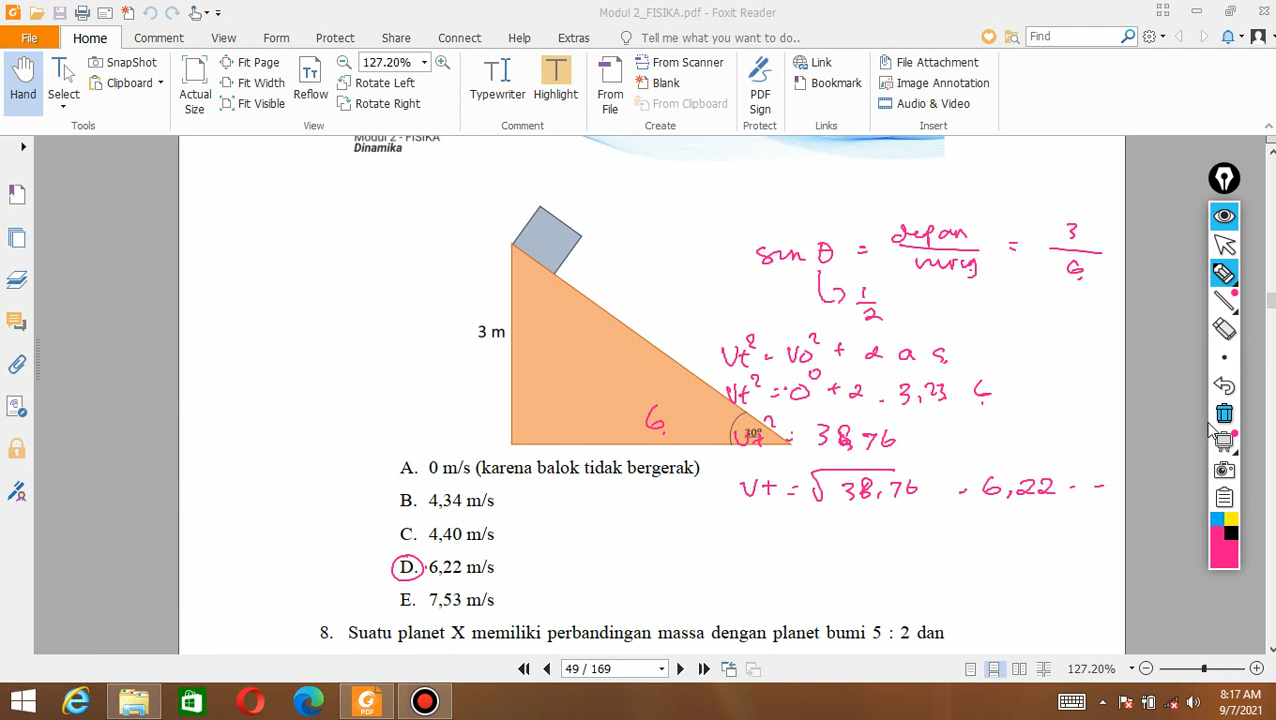 Modul 2_FISIKA.pdf - Foxit Reader
File Home Comment View Form Protect Share Connect Help Extras Tell me what you want to do.. Find
Hand Select SnapShot Clipboard
Actual Size Fit Page Fit Width Fit Visible Reflow 127.20% Rotate Left Rotate Right
Typewriter Highlight
From File From Scanner Blank From Clipboard
PDF Sign
Link Bookmark
File Attachment Image Annotation Audio & Video
Tools View Comment Create Protect Links Insert
Modul 2 - FISIKA
Dinamika
sin θ = depan / miring = 3 / 6
1/2
3 m
Vt² = Vo² + 2 a s
Vt² = 0 0 + 2 . 3,23 6
6
30°
Vt² = 38,76
Vt = √38,76 = 6,22 . . –
A. 0 m/s (karena balok tidak bergerak)
B. 4,34 m/s
C. 4,40 m/s
D. 6,22 m/s
E. 7,53 m/s
8. Suatu planet X memiliki perbandingan massa dengan planet bumi 5 : 2 dan
49 / 169 127.20%
8:17 AM
9/7/2021